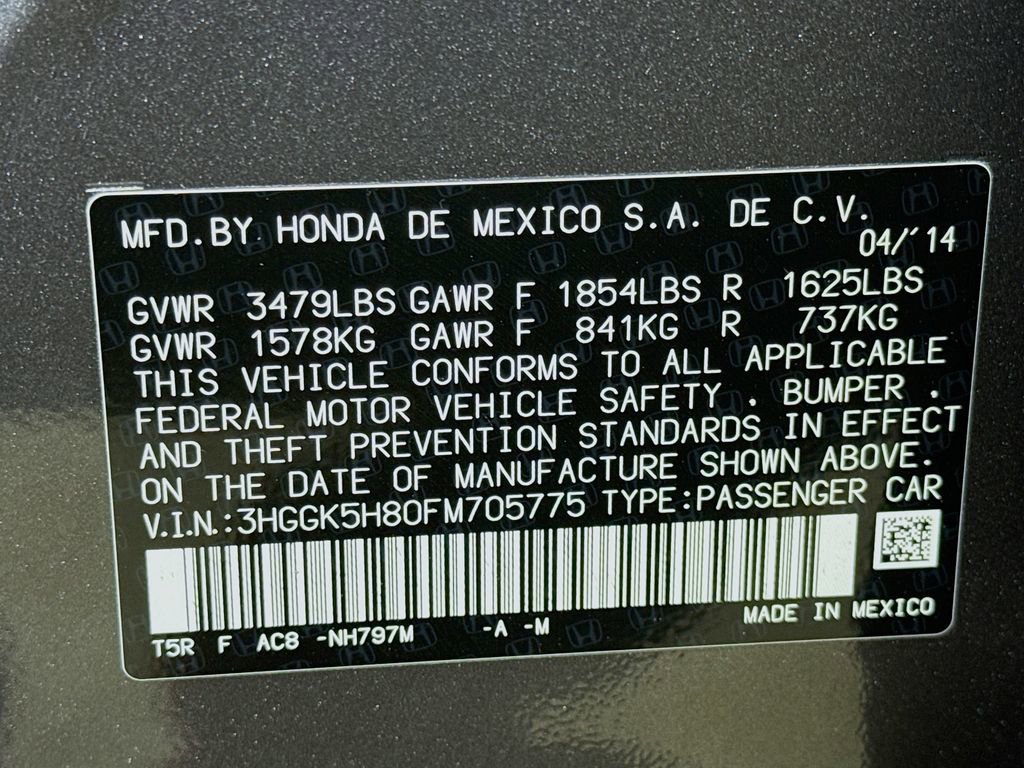 MFD.BY HONDA DE MEXICO S.A. DE C.V.
04/´14
GVWR 3479LBS GAWR F 1854LBS R 1625LBS
GVWR 1578KG GAWR F 841KG R 737KG
THIS VEHICLE CONFORMS TO ALL APPLICABLE
FEDERAL MOTOR VEHICLE SAFETY , BUMPER ,
AND THEFT PREVENTION STANDARDS IN EFFECT
ON THE DATE OF MANUFACTURE SHOWN ABOVE.
V.I.N.:3HGGK5H80FM705775 TYPE:PASSENGER CAR
MADE IN MEXICO
T5R F AC8 -NH797M -A -M